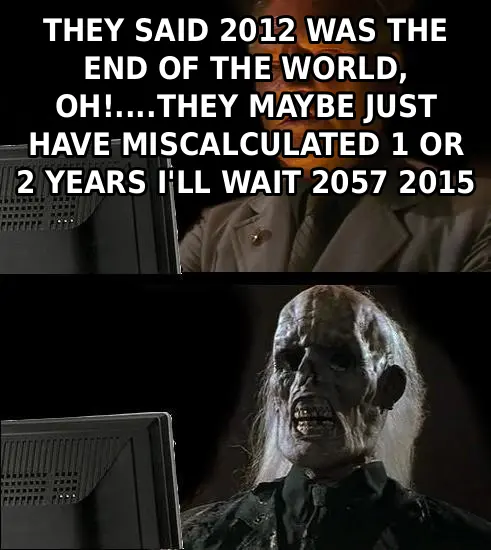 THEY SAID 2012 WAS THE
END OF THE WORLD,
OH!....THEY MAYBE JUST
HAVE MISCALCULATED 1 OR
2 YEARS I'LL WAIT 2057 2015